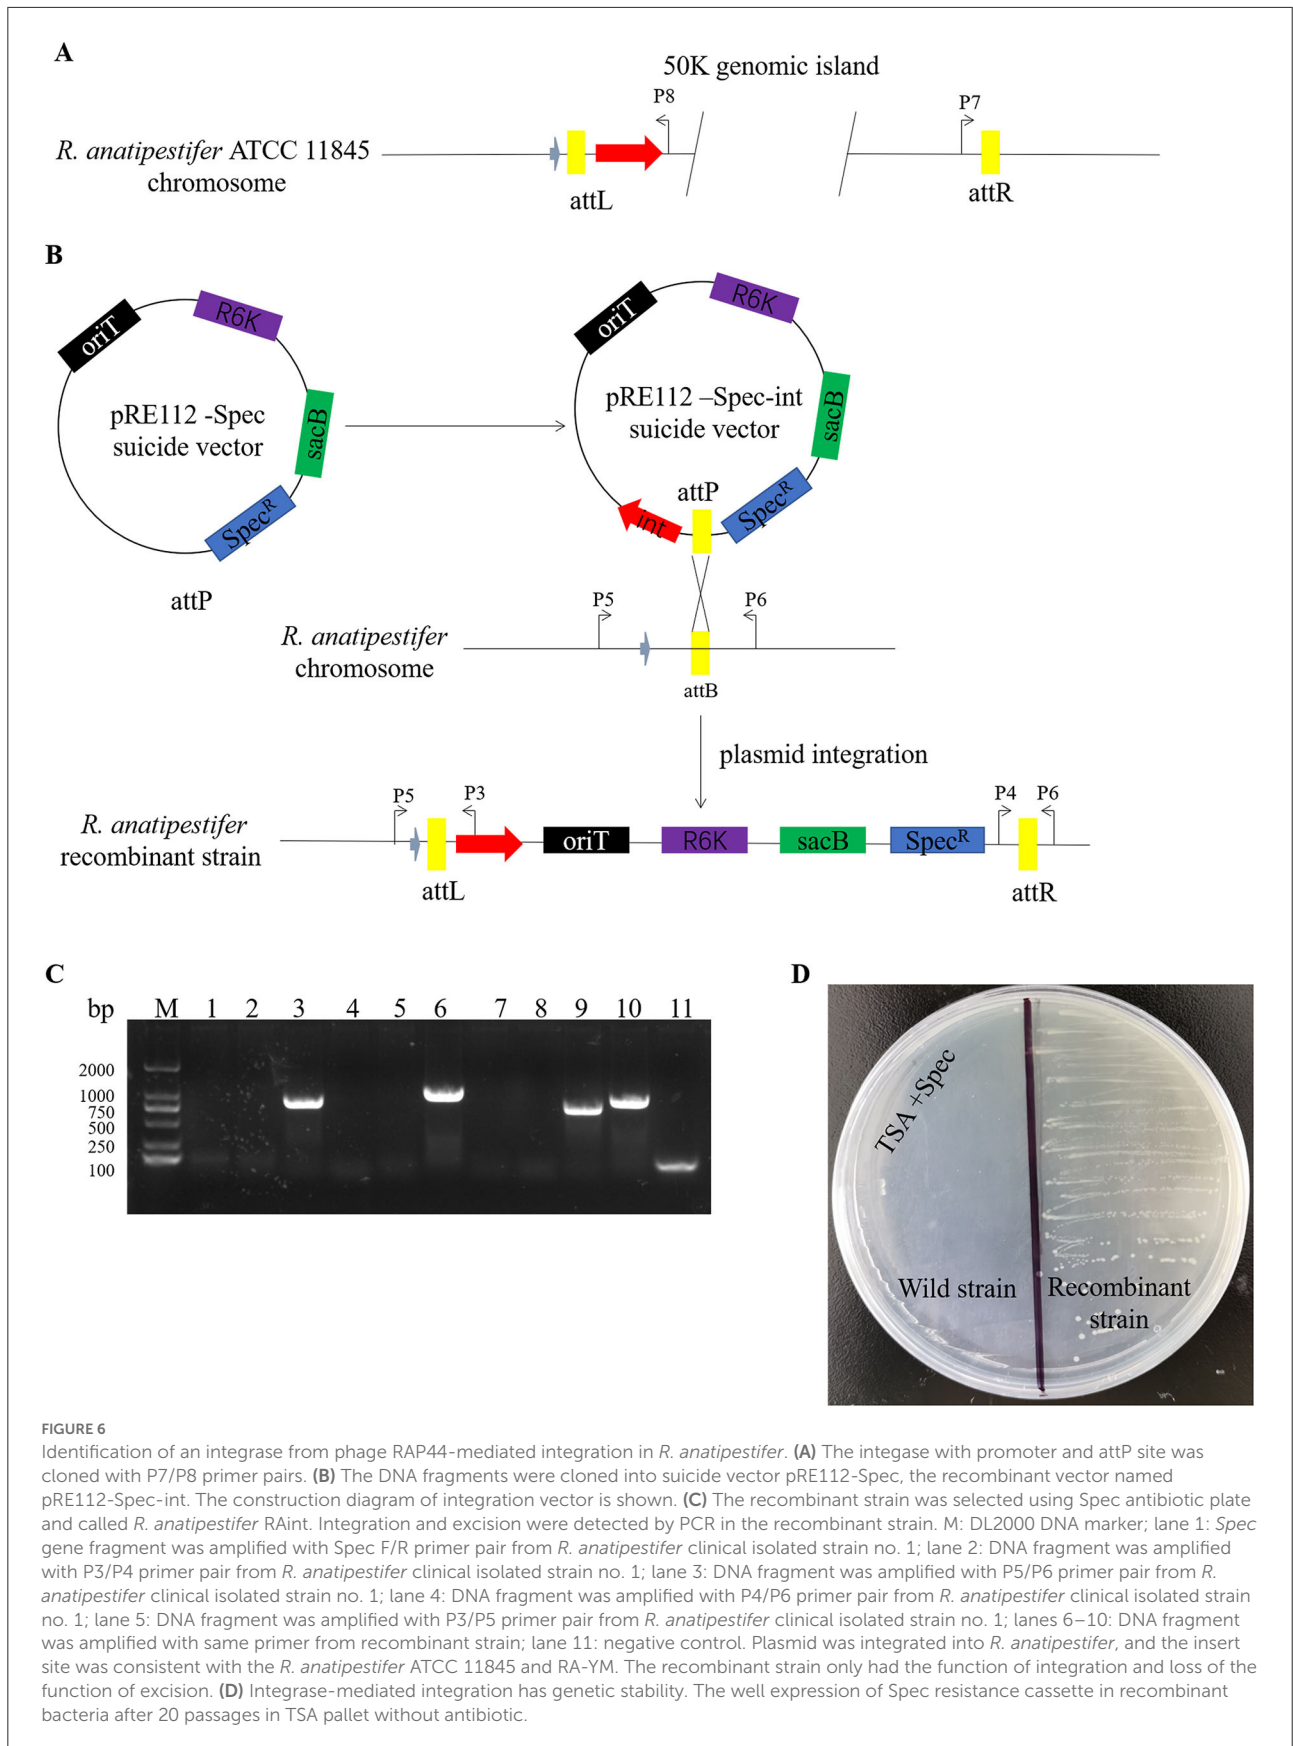 A
50K genomic island
P8
P7
R. anatipestifer ATCC 11845
chromosome
attL
attR
B
oriT
R6K
sacB
SpecR
pRE112 -Spec
suicide vector
attP
oriT
R6K
sacB
SpecR
pRE112 –Spec-int
suicide vector
attP
int
P5
P6
R. anatipestifer
chromosome
attB
plasmid integration
P5
P3
P4
P6
R. anatipestifer
recombinant strain
oriT
R6K
sacB
SpecR
attL
attR
C
bp M 1 2 3 4 5 6 7 8 9 10 11
2000
1000
750
500
250
100
D
TSA +Spec
Wild strain
Recombinant
strain
FIGURE 6
Identification of an integrase from phage RAP44-mediated integration in R. anatipestifer. (A) The integase with promoter and attP site was
cloned with P7/P8 primer pairs. (B) The DNA fragments were cloned into suicide vector pRE112-Spec, the recombinant vector named
pRE112-Spec-int. The construction diagram of integration vector is shown. (C) The recombinant strain was selected using Spec antibiotic plate
and called R. anatipestifer RAint. Integration and excision were detected by PCR in the recombinant strain. M: DL2000 DNA marker; lane 1: Spec
gene fragment was amplified with Spec F/R primer pair from R. anatipestifer clinical isolated strain no. 1; lane 2: DNA fragment was amplified
with P3/P4 primer pair from R. anatipestifer clinical isolated strain no. 1; lane 3: DNA fragment was amplified with P5/P6 primer pair from R.
anatipestifer clinical isolated strain no. 1; lane 4: DNA fragment was amplified with P4/P6 primer pair from R. anatipestifer clinical isolated strain
no. 1; lane 5: DNA fragment was amplified with P3/P5 primer pair from R. anatipestifer clinical isolated strain no. 1; lanes 6–10: DNA fragment
was amplified with same primer from recombinant strain; lane 11: negative control. Plasmid was integrated into R. anatipestifer, and the insert
site was consistent with the R. anatipestifer ATCC 11845 and RA-YM. The recombinant strain only had the function of integration and loss of the
function of excision. (D) Integrase-mediated integration has genetic stability. The well expression of Spec resistance cassette in recombinant
bacteria after 20 passages in TSA pallet without antibiotic.